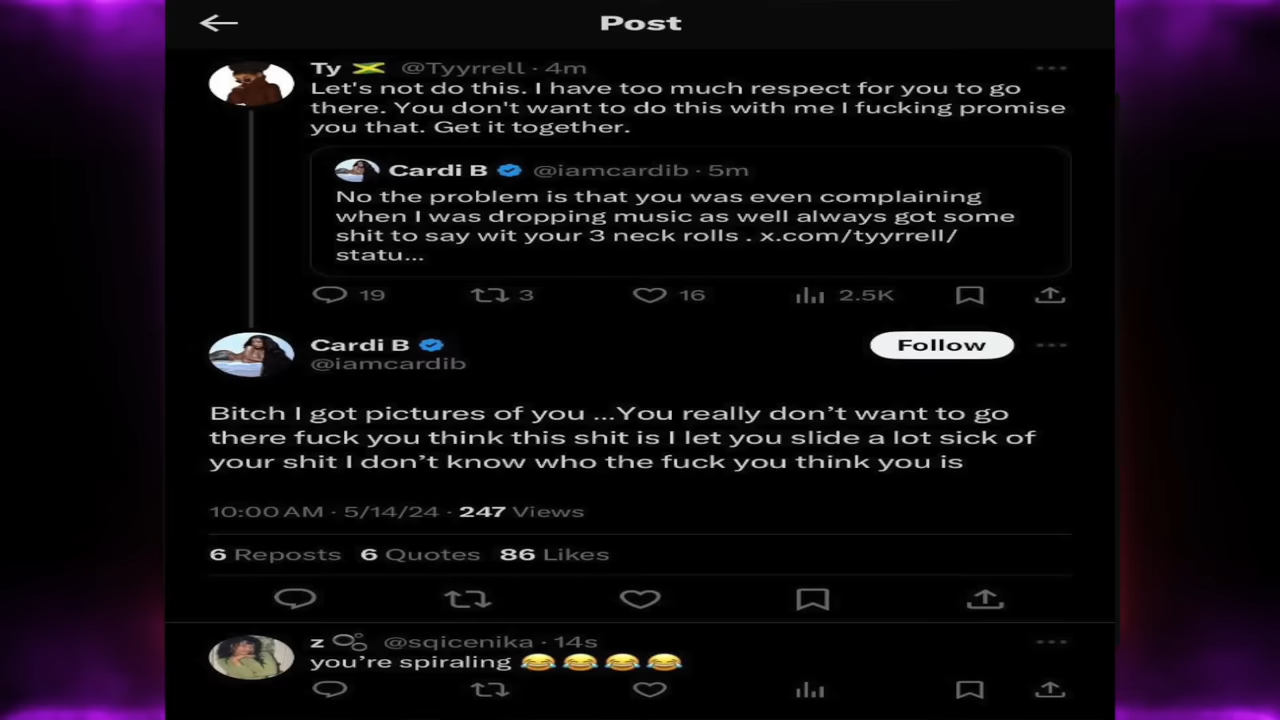 Post
Ty @Tyyrrell · 4m
Let's not do this. I have too much respect for you to go
there. You don't want to do this with me I fucking promise
you that. Get it together.
Cardi B @iamcardib · 5m
No the problem is that you was even complaining
when I was dropping music as well always got some
shit to say wit your 3 neck rolls . x.com/tyyrrell/
statu...
19 3 16 2.5K
Cardi B
Follow
@iamcardib
Bitch I got pictures of you ...You really don't want to go
there fuck you think this shit is I let you slide a lot sick of
your shit I don't know who the fuck you think you is
10:00 AM · 5/14/24 · 247 Views
6 Reposts 6 Quotes 86 Likes
z @sqicenika · 14s
you're spiraling 😂😂😂😂